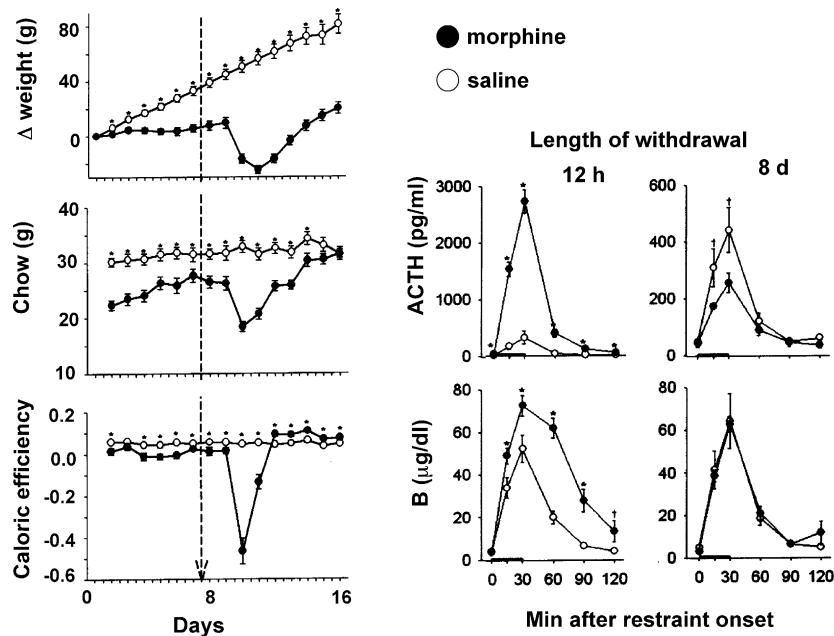 morphine
saline
Δ weight (g)
80
40
0
Chow (g)
40
30
20
10
Caloric efficiency
0.2
0.0
-0.2
-0.4
-0.6
0 8 16
Days
Length of withdrawal
12 h 8 d
ACTH (pg/ml)
3000
2000
1000
0
600
400
200
0
B (µg/dl)
80
60
40
20
0
80
60
40
20
0
0 30 60 90 120
0 30 60 90 120
Min after restraint onset